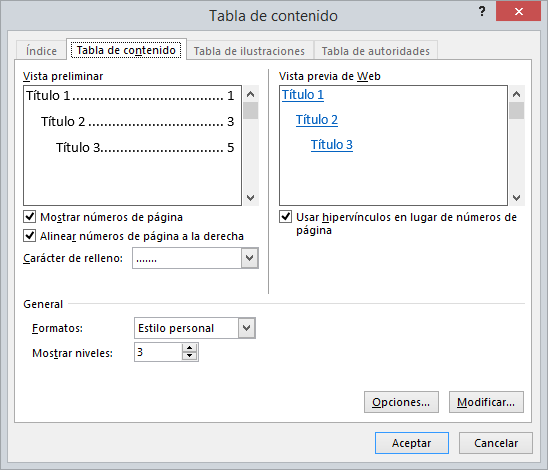 Tabla de contenido
?
Índice
Tabla de contenido
Tabla de ilustraciones
Tabla de autoridades
Vista preliminar
Título 1.................................... 1
Título 2 ................................ 3
Título 3............................. 5
Mostrar números de página
Alinear números de página a la derecha
Carácter de relleno: .......
Vista previa de Web
Título 1
Título 2
Título 3
Usar hipervínculos en lugar de números de
página
General
Formatos: Estilo personal
Mostrar niveles: 3
Opciones... Modificar...
Aceptar Cancelar